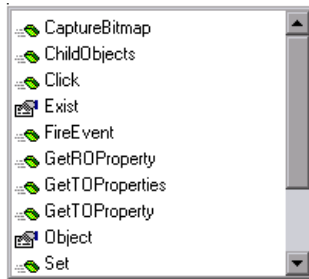 CaptureBitmap
ChildObjects
Click
Exist
FireEvent
GetROProperty
GetTOProperties
GetTOProperty
Object
Set